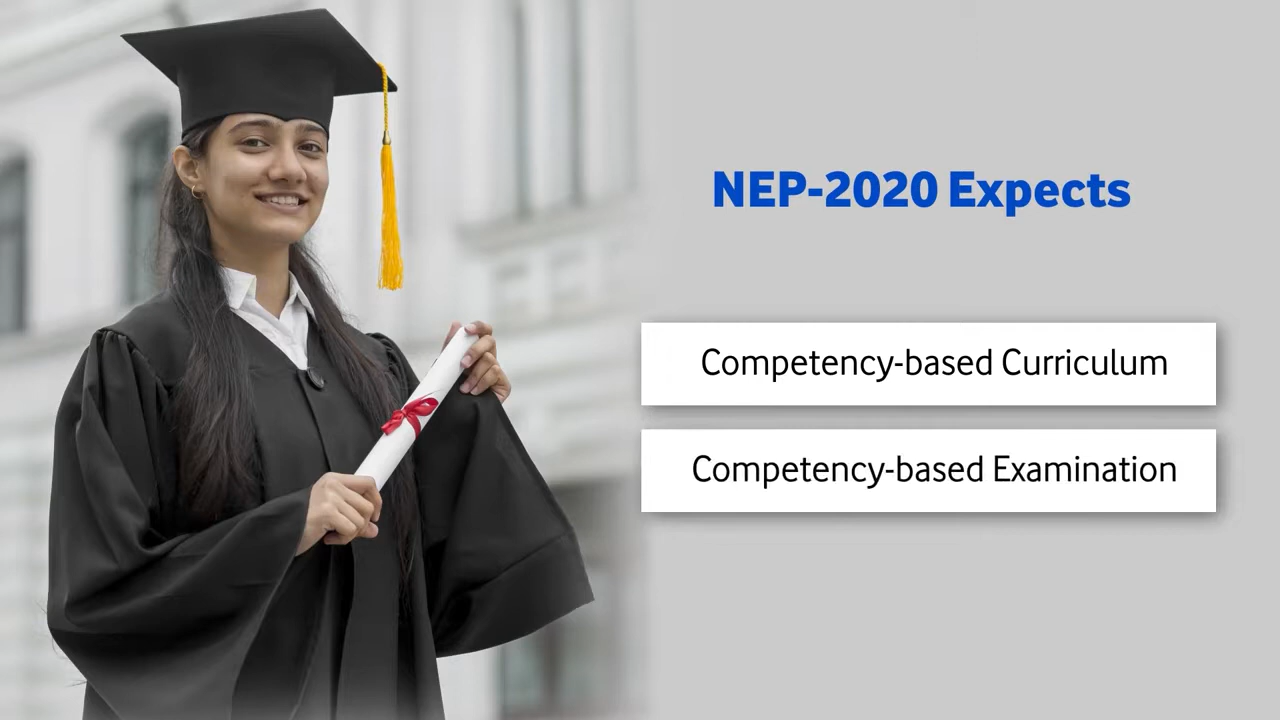 NEP-2020 Expects
Competency-based Curriculum
Competency-based Examination